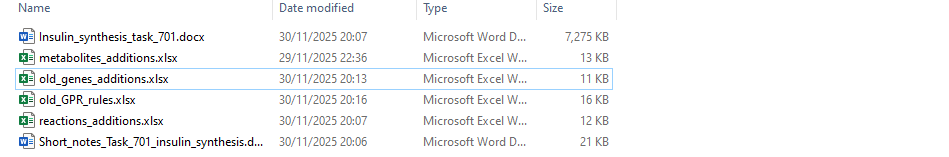 Name Date modified Type Size
Insulin_synthesis_task_701.docx 30/11/2025 20:07 Microsoft Word D... 7,275 KB
metabolites_additions.xlsx 29/11/2025 22:36 Microsoft Excel W... 13 KB
old_genes_additions.xlsx 30/11/2025 20:13 Microsoft Excel W... 11 KB
old_GPR_rules.xlsx 30/11/2025 20:16 Microsoft Excel W... 16 KB
reactions_additions.xlsx 30/11/2025 20:07 Microsoft Excel W... 12 KB
Short_notes_Task_701_insulin_synthesis.d... 30/11/2025 20:06 Microsoft Word D... 21 KB